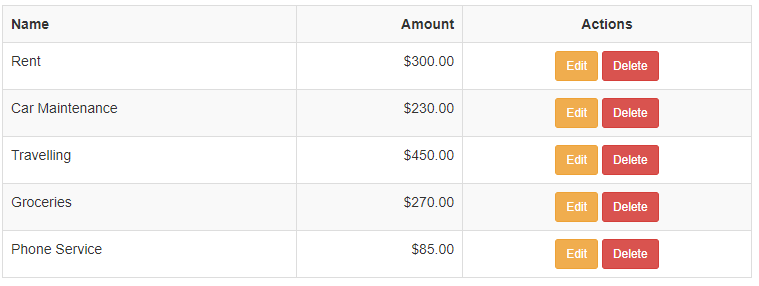 Name Amount Actions
Rent $300.00 Edit Delete
Car Maintenance $230.00 Edit Delete
Travelling $450.00 Edit Delete
Groceries $270.00 Edit Delete
Phone Service $85.00 Edit Delete